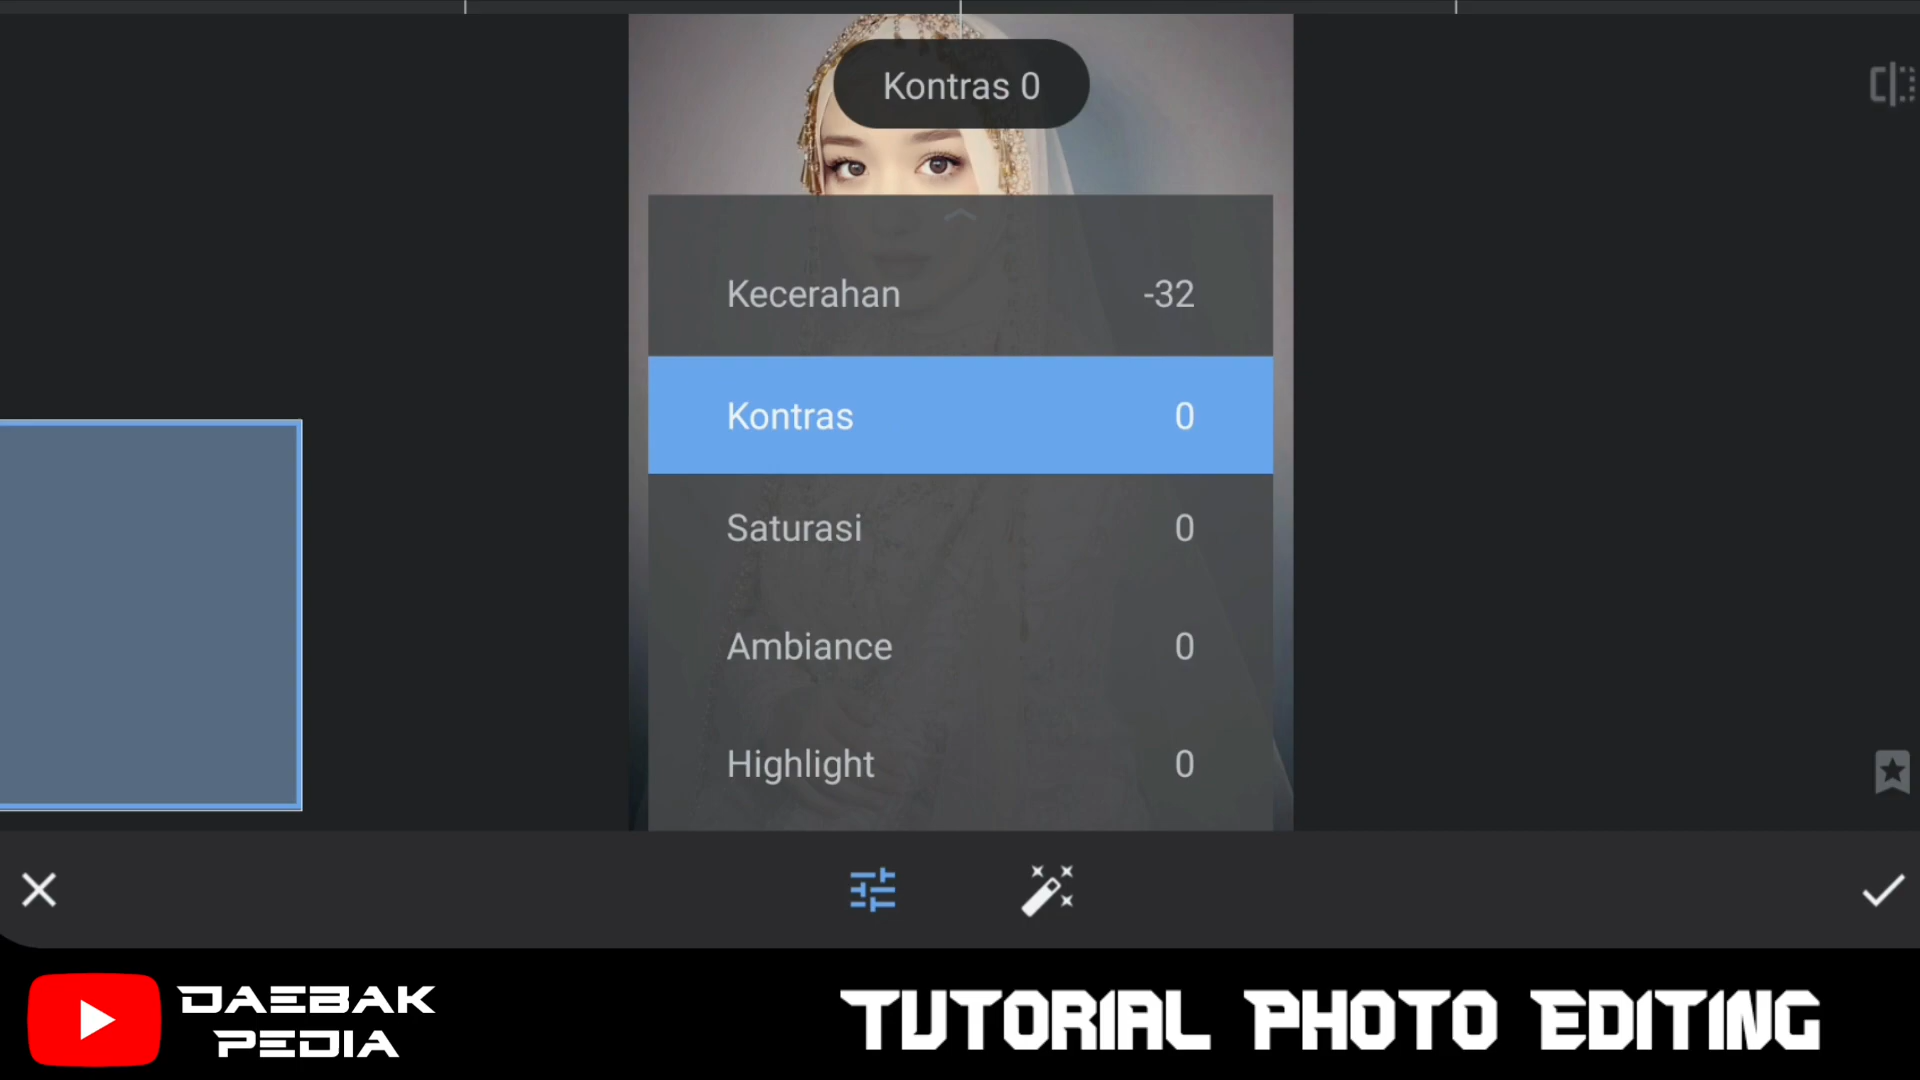 Kontras 0
Kecerahan -32
Kontras 0
Saturasi 0
Ambiance 0
Highlight 0
DAEBAK
PEDIA
TUTORIAL PHOTO EDITING